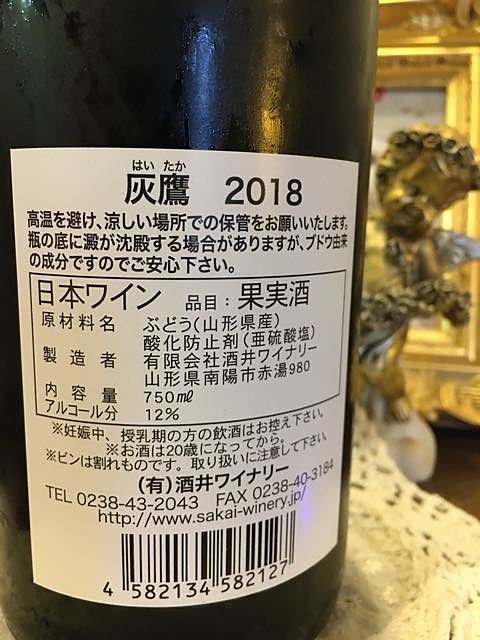 はい たか
灰鷹 2018
高温を避け、涼しい場所での保管をお願いいたします。
瓶の底に澱が沈殿する場合がありますが、ブドウ由来
の成分ですのでご安心下さい。
日本ワイン 品目：果実酒
原材料名 ぶどう(山形県産)
酸化防止剤(亜硫酸塩)
製造者 有限会社酒井ワイナリー
山形県南陽市赤湯980
内容量 750㎖
アルコール分 12%
※妊娠中、授乳期の方の飲酒はお控え下さい。
※お酒は20歳になってから。
※ビンは割れものです。取り扱いに注意して下さい。
(有)酒井ワイナリー
TEL 0238-43-2043 FAX 0238-40-3184
http://www.sakai-winery.jp/
4 582134 582127